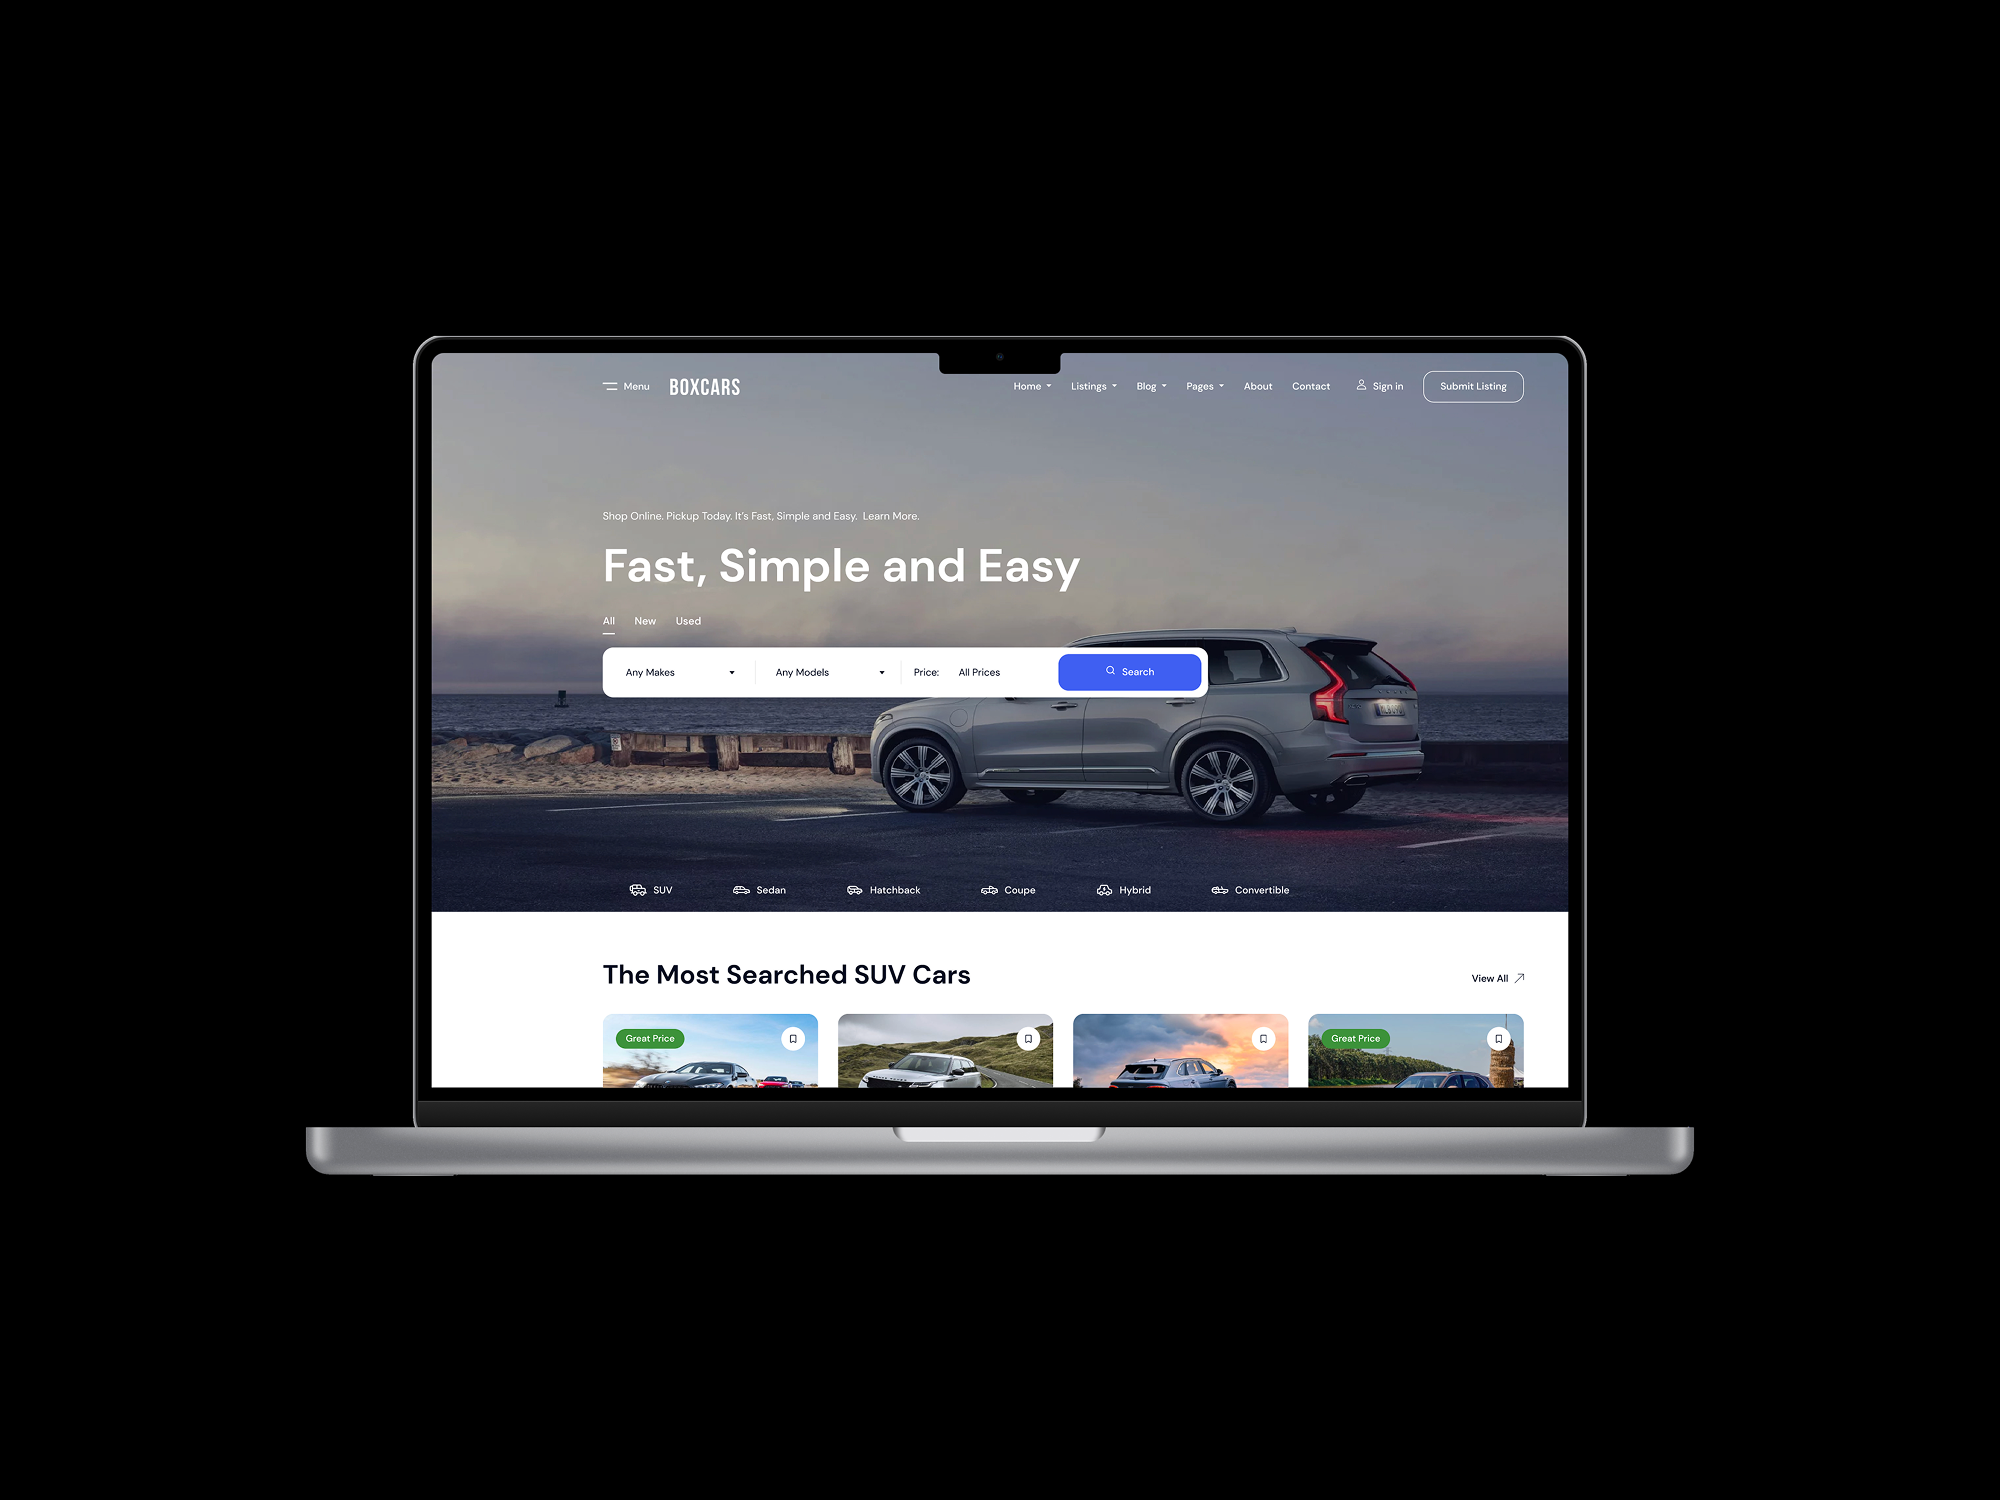 Menu BOXCARS Home Listings Blog Pages About Contact Sign in Submit Listing
Shop Online. Pickup Today. It's Fast, Simple and Easy. Learn More.
Fast, Simple and Easy
All New Used
Any Makes Any Models Price: All Prices Search
SUV Sedan Hatchback Coupe Hybrid Convertible
The Most Searched SUV Cars
View All
Great Price
Great Price